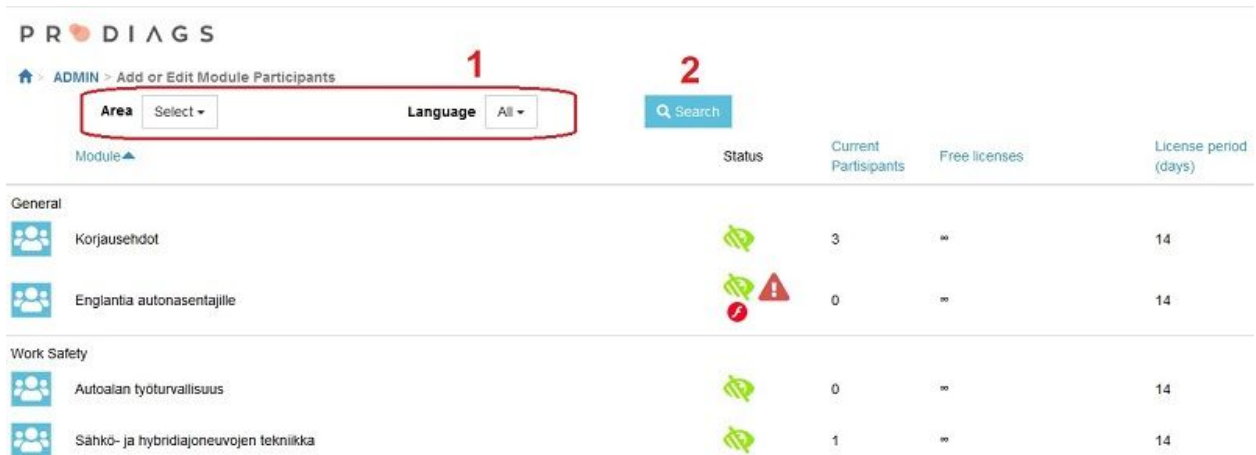 PRODIAGS
ADMIN > Add or Edit Module Participants
1
2
Area Select Language All Search
Module Status Current Partisipants Free licenses License period (days)
General
Korjausehdot 3 ∞ 14
Englantia autonasentajille 0 ∞ 14
Work Safety
Autoalan työturvallisuus 0 ∞ 14
Sähkö- ja hybridiajoneuvojen tekniikka 1 ∞ 14